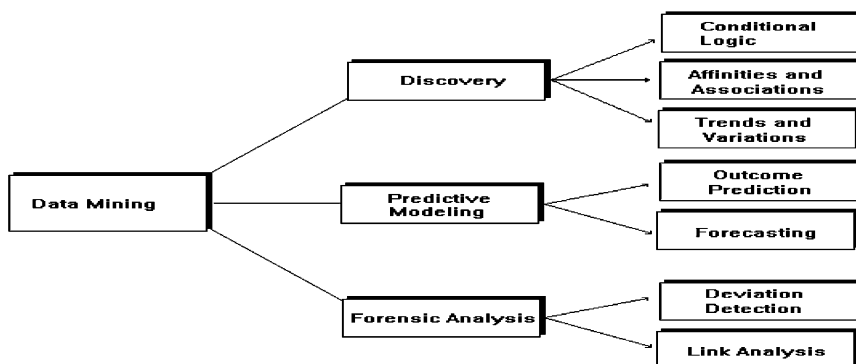 Data Mining
Discovery
Conditional
Logic
Affinities and
Associations
Trends and
Variations
Predictive
Modeling
Outcome
Prediction
Forecasting
Forensic Analysis
Deviation
Detection
Link Analysis